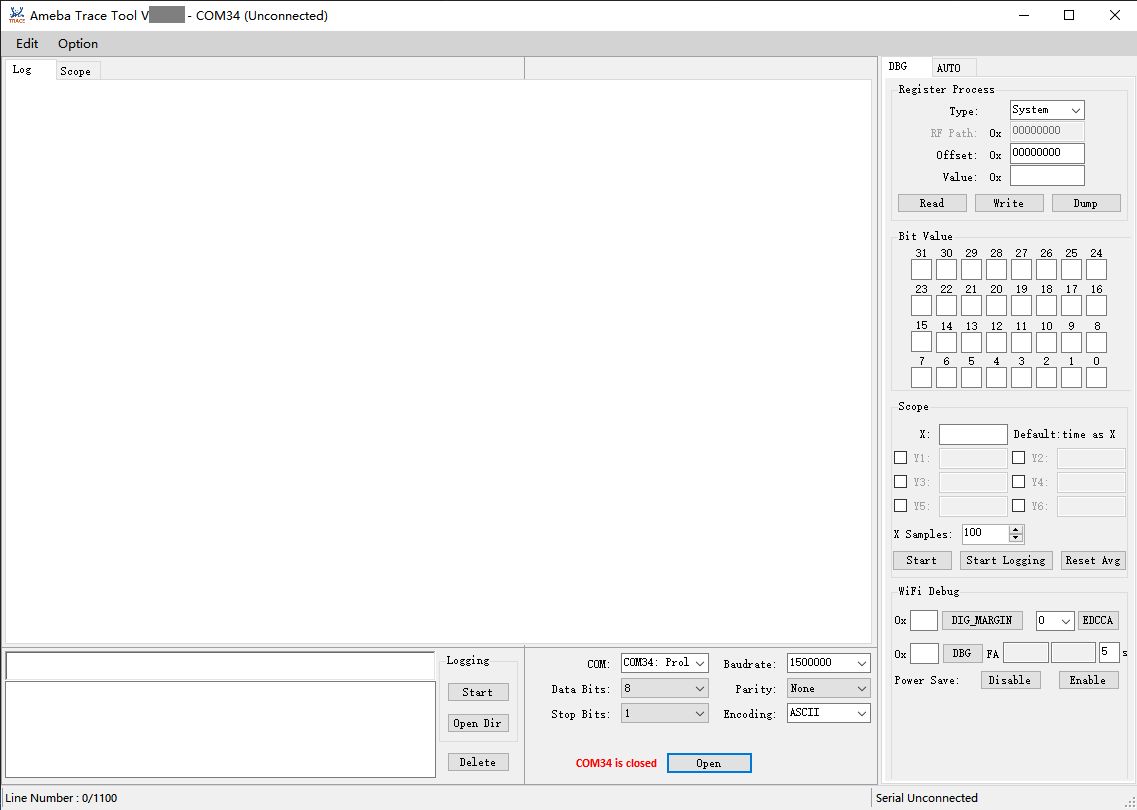 Ameba Trace Tool V - COM34 (Unconnected)
Edit Option
Log Scope
DBG AUTO
Register Process
Type: System
RF Path: 0x 00000000
Offset: 0x 00000000
Value: 0x
Read Write Dump
Bit Value
31 30 29 28 27 26 25 24
23 22 21 20 19 18 17 16
15 14 13 12 11 10 9 8
7 6 5 4 3 2 1 0
Scope
X: Default:time as X
Y1: Y2:
Y3: Y4:
Y5: Y6:
X Samples: 100
Start Start Logging Reset Avg
WiFi Debug
0x DIG_MARGIN 0 EDCCA
0x DBG FA 5 s
Power Save: Disable Enable
Logging
Start
Open Dir
Delete
COM: COM34: Prol Baudrate: 1500000
Data Bits: 8 Parity: None
Stop Bits: 1 Encoding: ASCII
COM34 is closed Open
Line Number : 0/1100
Serial Unconnected
TRACE